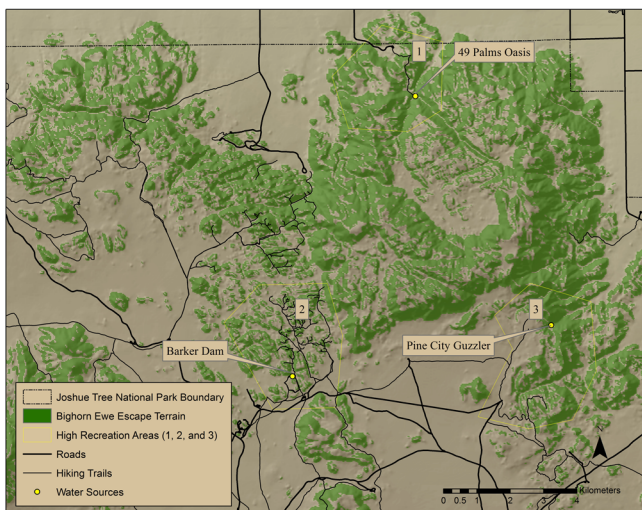 1
49 Palms Oasis
2
3
Barker Dam
Pine City Guzzler
Joshue Tree National Park Boundary
Bighorn Ewe Escape Terrain
High Recreation Areas (1, 2, and 3)
Roads
Hiking Trails
Water Sources
Kilometers
0 0.5 1 2 3 4